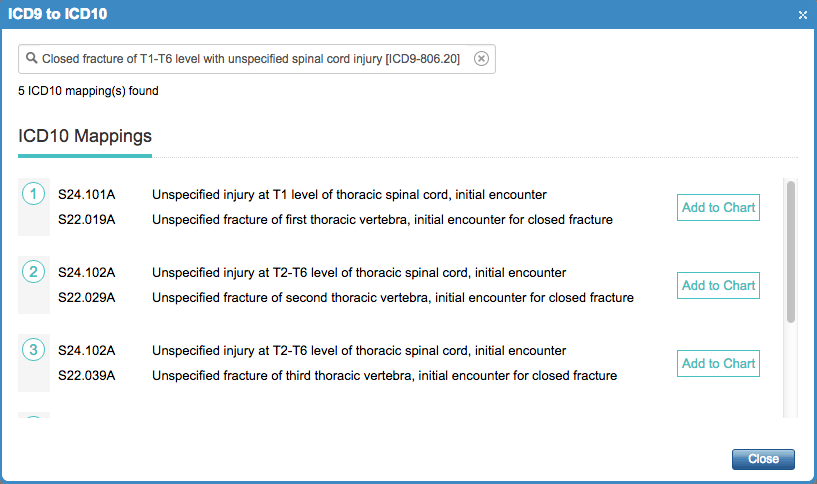 ICD9 to ICD10
Closed fracture of T1-T6 level with unspecified spinal cord injury [ICD9-806.20]
5 ICD10 mapping(s) found
ICD10 Mappings
1 S24.101A Unspecified injury at T1 level of thoracic spinal cord, initial encounter
S22.019A Unspecified fracture of first thoracic vertebra, initial encounter for closed fracture
Add to Chart
2 S24.102A Unspecified injury at T2-T6 level of thoracic spinal cord, initial encounter
S22.029A Unspecified fracture of second thoracic vertebra, initial encounter for closed fracture
Add to Chart
3 S24.102A Unspecified injury at T2-T6 level of thoracic spinal cord, initial encounter
S22.039A Unspecified fracture of third thoracic vertebra, initial encounter for closed fracture
Add to Chart
Close